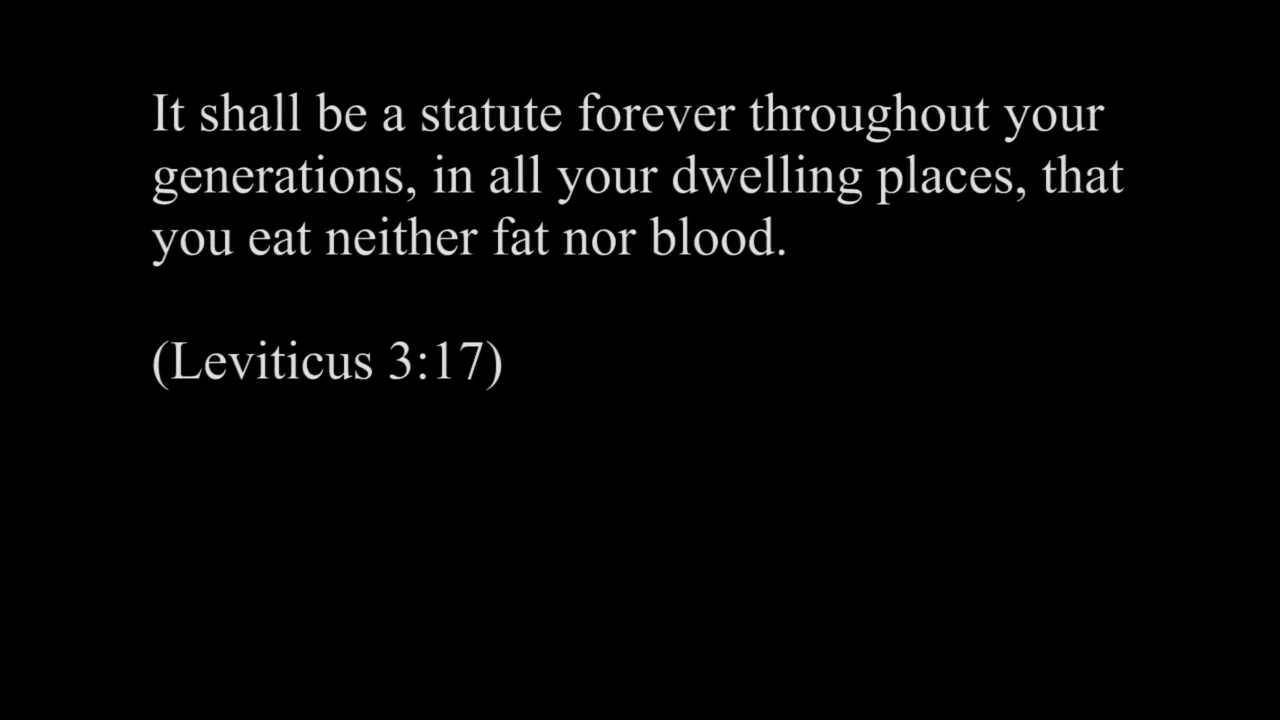 It shall be a statute forever throughout your
generations, in all your dwelling places, that
you eat neither fat nor blood.
(Leviticus 3:17)